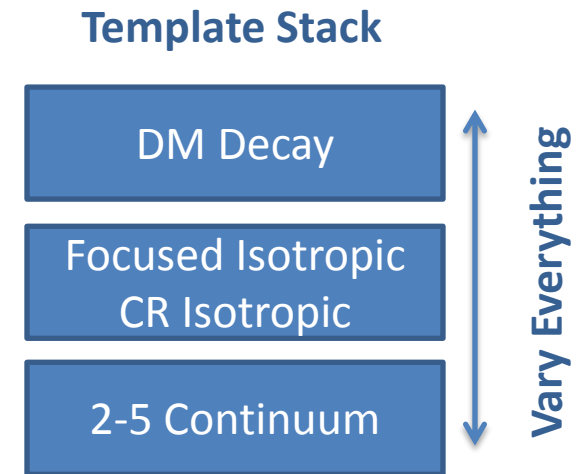 Template Stack
DM Decay
Focused Isotropic
CR Isotropic
2-5 Continuum
Vary Everything